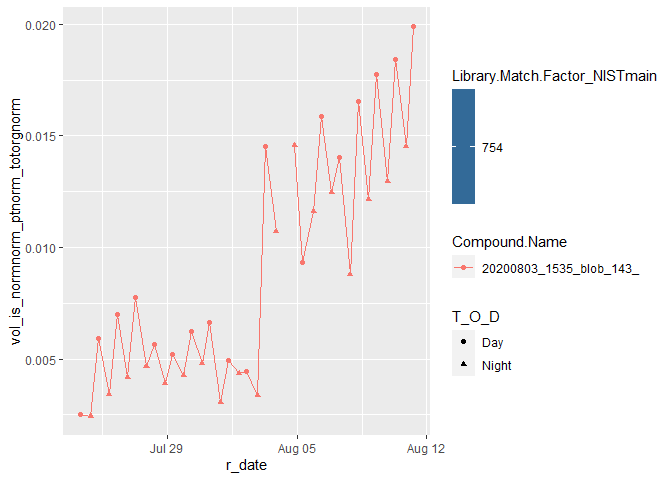 0.020
0.015
0.010
0.005
vol_is_normnorm_ptnorm_totorgnorm
Jul 29
Aug 05
Aug 12
r_date
Library.Match.Factor_NISTmain
754
Compound.Name
20200803_1535_blob_143_
T_O_D
Day
Night